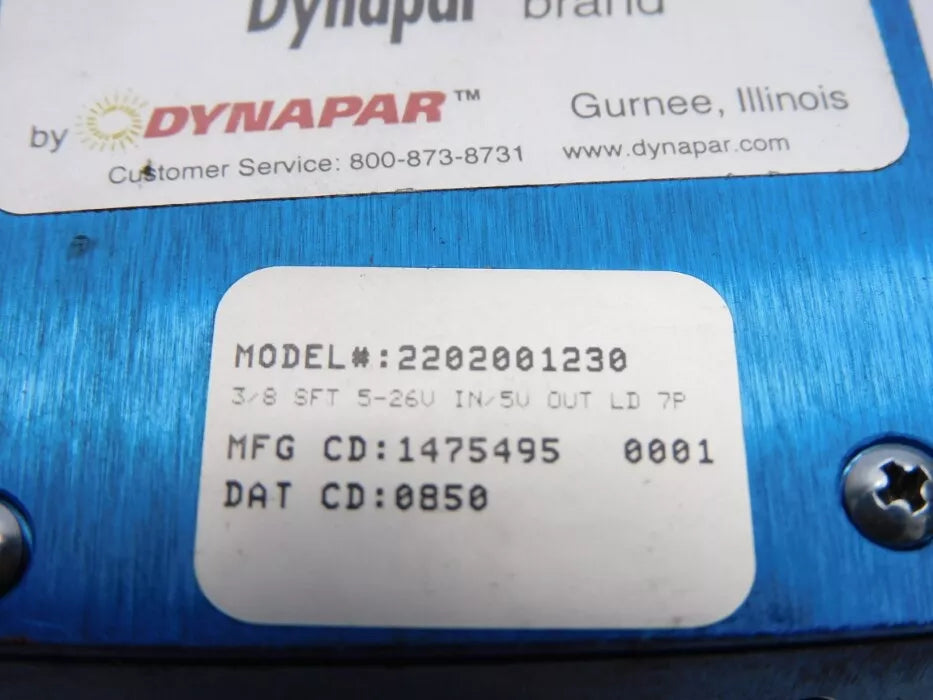 Dynapar brand
by DYNAPAR™ Gurnee, Illinois
Customer Service: 800-873-8731 www.dynapar.com
MODEL#:2202001230
3/8 SFT 5-26V IN/5V OUT LD 7P
MFG CD:1475495 0001
DAT CD:0850